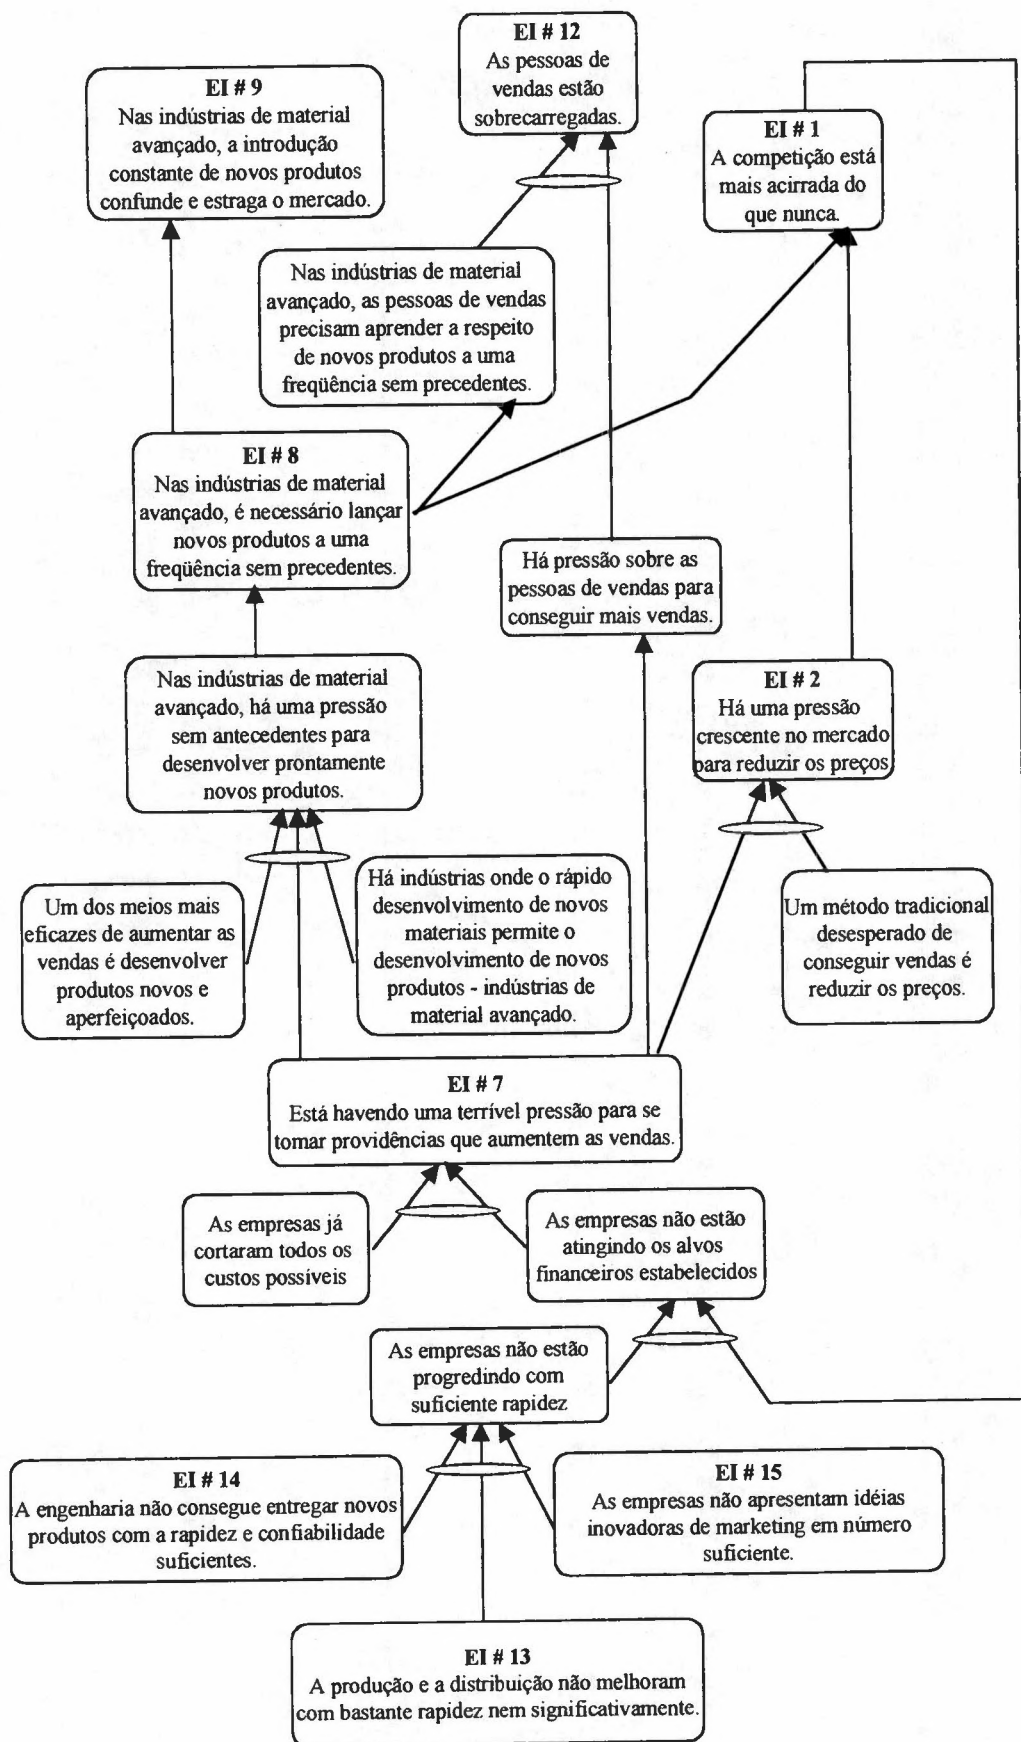 EI # 12
As pessoas de
vendas estão
sobrecarregadas.
EI # 9
Nas indústrias de material
avançado, a introdução
constante de novos produtos
confunde e estraga o mercado.
EI # 1
A competição está
mais acirrada do
que nunca.
Nas indústrias de material
avançado, as pessoas de vendas
precisam aprender a respeito
de novos produtos a uma
freqüência sem precedentes.
EI # 8
Nas indústrias de material
avançado, é necessário lançar
novos produtos a uma
freqüência sem precedentes.
Há pressão sobre as
pessoas de vendas para
conseguir mais vendas.
Nas indústrias de material
avançado, há uma pressão
sem antecedentes para
desenvolver prontamente
novos produtos.
EI # 2
Há uma pressão
crescente no mercado
para reduzir os preços
Um dos meios mais
eficazes de aumentar as
vendas é desenvolver
produtos novos e
aperfeiçoados.
Há indústrias onde o rápido
desenvolvimento de novos
materiais permite o
desenvolvimento de novos
produtos - indústrias de
material avançado.
Um método tradicional
desesperado de
conseguir vendas é
reduzir os preços.
EI # 7
Está havendo uma terrível pressão para se
tomar providências que aumentem as vendas.
As empresas já
cortaram todos os
custos possíveis
As empresas não estão
atingindo os alvos
financeiros estabelecidos
As empresas não estão
progredindo com
suficiente rapidez
EI # 14
A engenharia não consegue entregar novos
produtos com a rapidez e confiabilidade
suficientes.
EI # 15
As empresas não apresentam idéias
inovadoras de marketing em número
suficiente.
EI # 13
A produção e a distribuição não melhoram
com bastante rapidez nem significativamente.